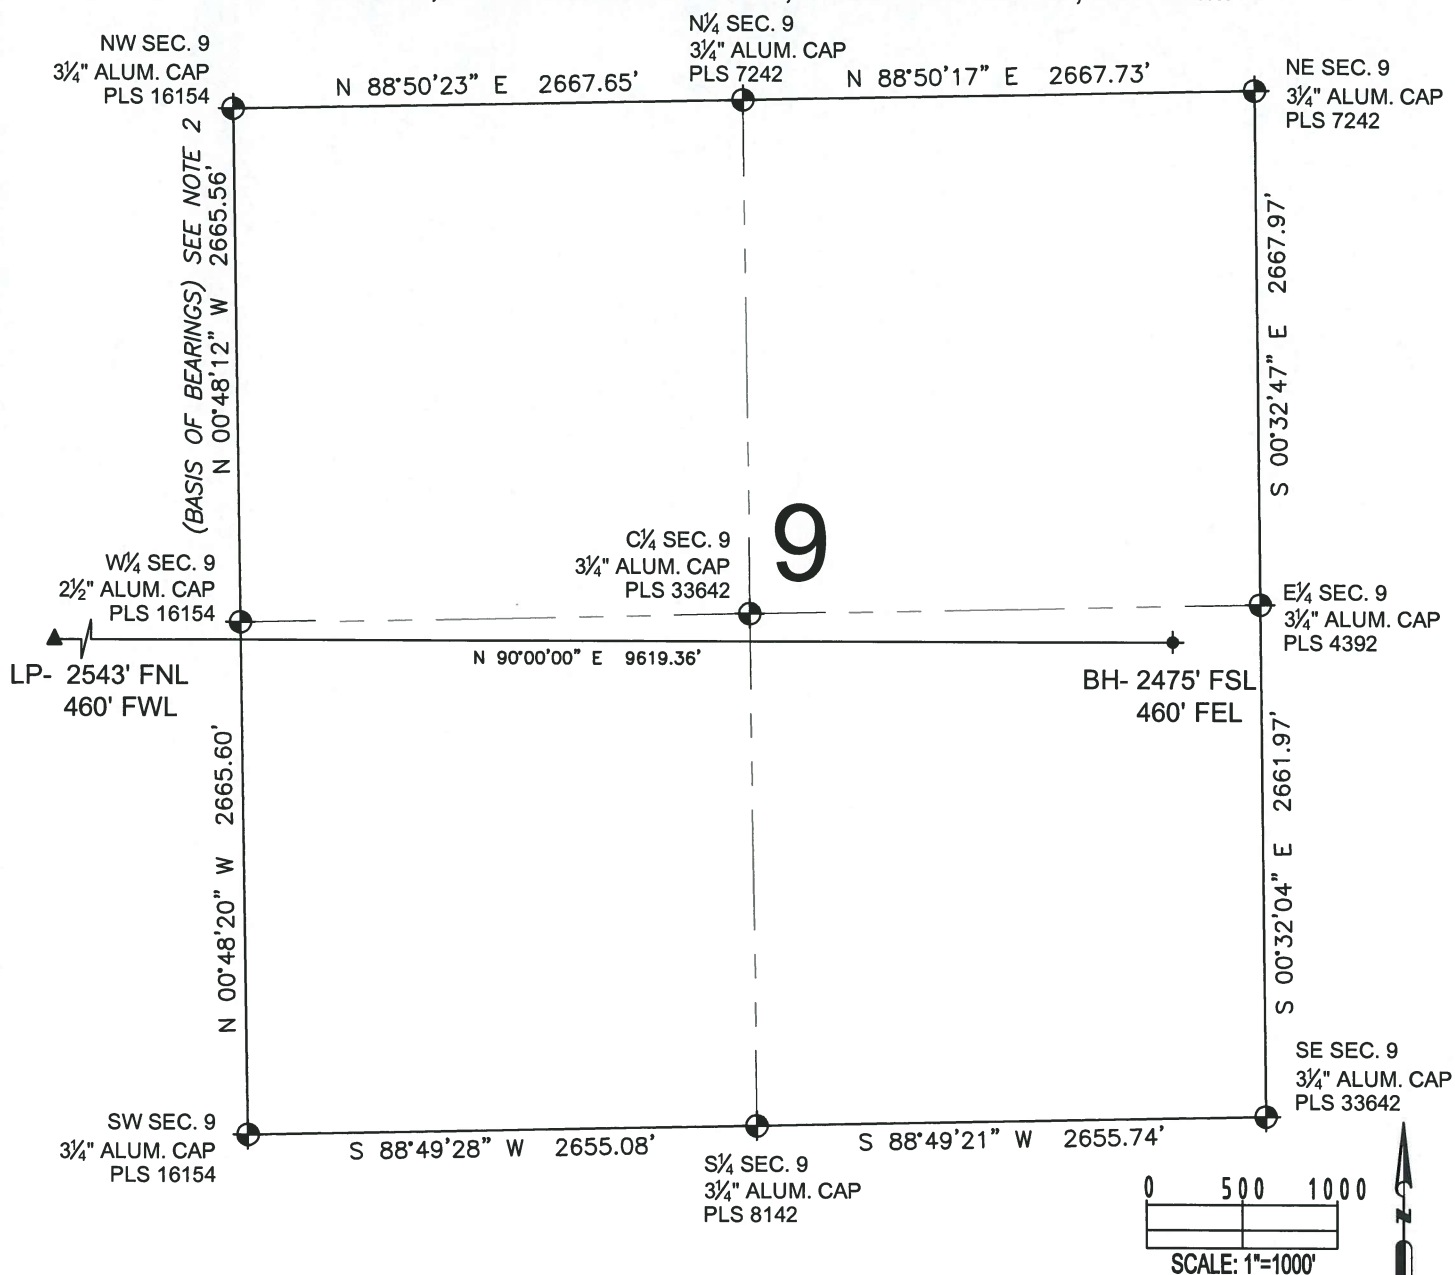 N¼ SEC. 9
3¼" ALUM. CAP
PLS 7242
NW SEC. 9
3¼" ALUM. CAP
PLS 16154
N 88°50'23" E 2667.65'
N 88°50'17" E 2667.73'
NE SEC. 9
3¼" ALUM. CAP
PLS 7242
(BASIS OF BEARINGS) SEE NOTE 2
N 00°48'12" W 2665.56'
S 00°32'47" E 2667.97'
9
C¼ SEC. 9
3¼" ALUM. CAP
PLS 33642
W¼ SEC. 9
2½" ALUM. CAP
PLS 16154
E¼ SEC. 9
3¼" ALUM. CAP
PLS 4392
N 90°00'00" E 9619.36'
LP- 2543' FNL
460' FWL
BH- 2475' FSL
460' FEL
N 00°48'20" W 2665.60'
S 00°32'04" E 2661.97'
SE SEC. 9
3¼" ALUM. CAP
PLS 33642
SW SEC. 9
3¼" ALUM. CAP
PLS 16154
S 88°49'28" W 2655.08'
S 88°49'21" W 2655.74'
S¼ SEC. 9
3¼" ALUM. CAP
PLS 8142
0 500 1000
SCALE: 1"=1000'
N